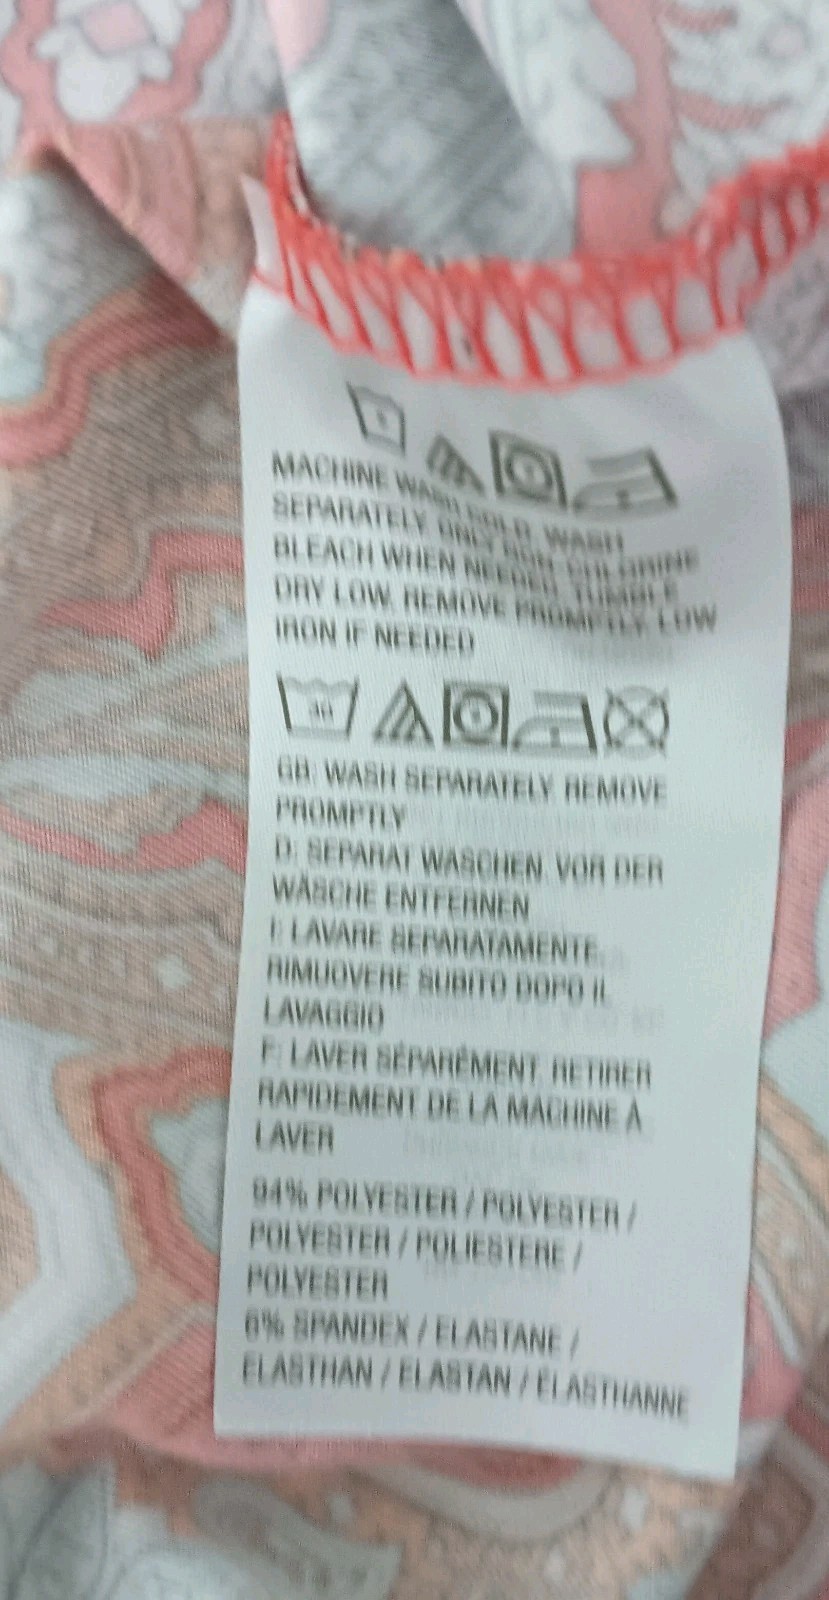 MACHINE WASH COLD, WASH
SEPARATELY, ONLY NON-CHLORINE
BLEACH WHEN NEEDED, TUMBLE
DRY LOW, REMOVE PROMPTLY, LOW
IRON IF NEEDED
30
GB: WASH SEPARATELY. REMOVE
PROMPTLY
D: SEPARAT WASCHEN. VOR DER
WÄSCHE ENTFERNEN
I: LAVARE SEPARATAMENTE.
RIMUOVERE SUBITO DOPO IL
LAVAGGIO
F: LAVER SÉPARÉMENT. RETIRER
RAPIDEMENT DE LA MACHINE À
LAVER
94% POLYESTER / POLYESTER /
POLYESTER / POLIESTERE /
POLYESTER
6% SPANDEX / ELASTANE /
ELASTHAN / ELASTAN / ÉLASTHANNE